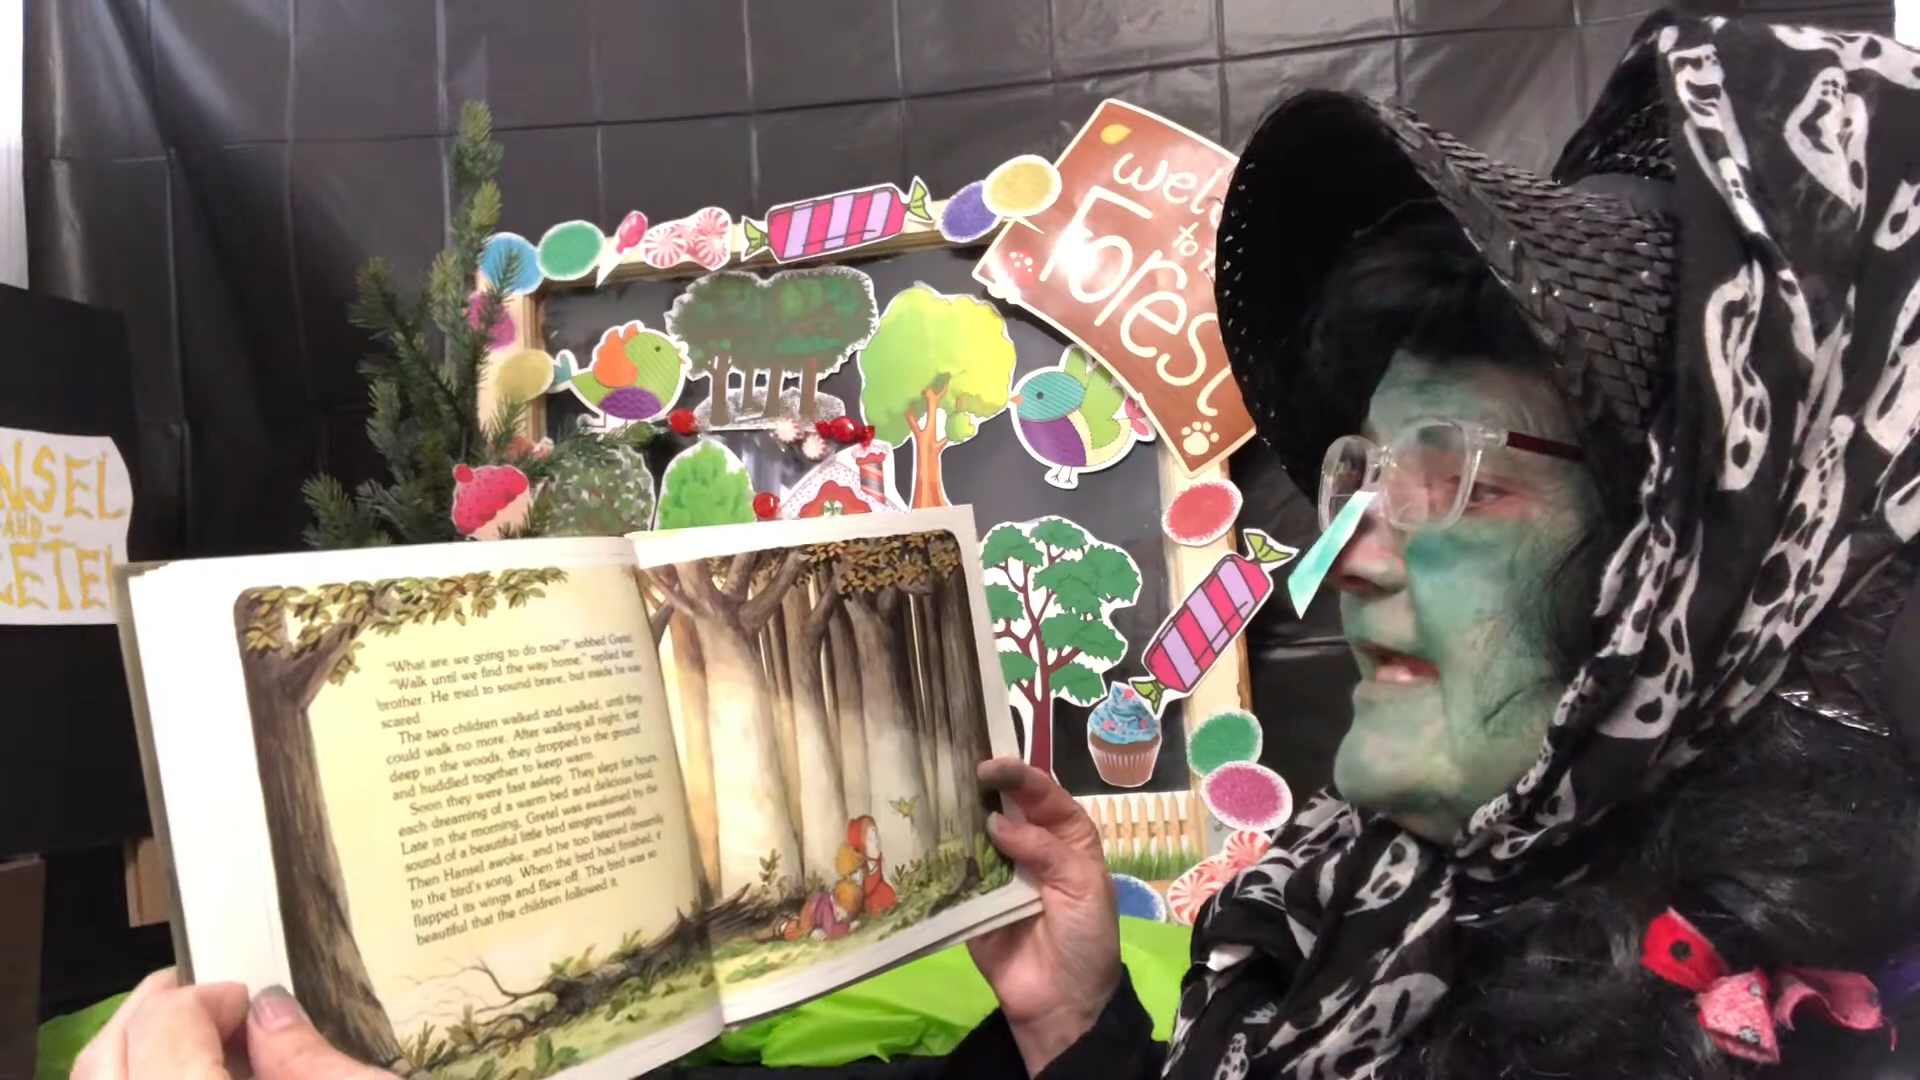 welc
to
Forest
NSEL
AND
ETEL
"What are we going to do now?" sobbed Gretel.
"Walk until we find the way home," replied her
brother. He tried to sound brave, but inside he was
scared.
The two children walked and walked, until they
could walk no more. After walking all night, lost
deep in the woods, they dropped to the ground
and huddled together to keep warm.
Soon they were fast asleep. They slept for hours,
each dreaming of a warm bed and delicious food.
Late in the morning, Gretel was awakened by the
sound of a beautiful little bird singing sweetly.
Then Hansel awoke, and he too listened dreamily
to the bird's song. When the bird had finished, it
flapped its wings and flew off. The bird was so
beautiful that the children followed it.